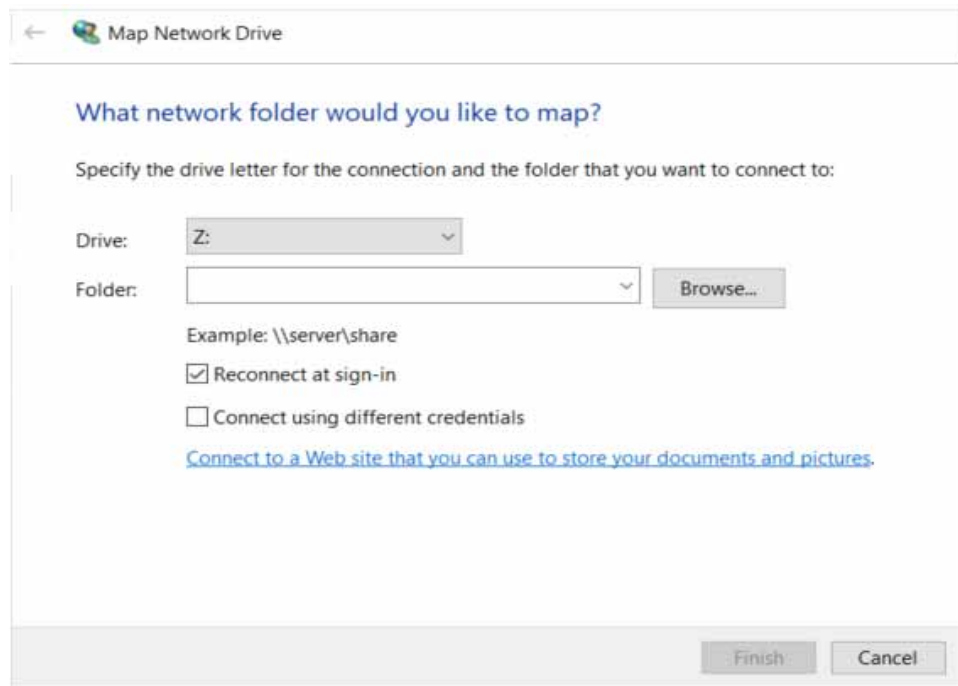 Map Network Drive
What network folder would you like to map?
Specify the drive letter for the connection and the folder that you want to connect to:
Drive: Z:
Folder: Browse...
Example: \\server\share
Reconnect at sign-in
Connect using different credentials
Connect to a Web site that you can use to store your documents and pictures.
Finish Cancel